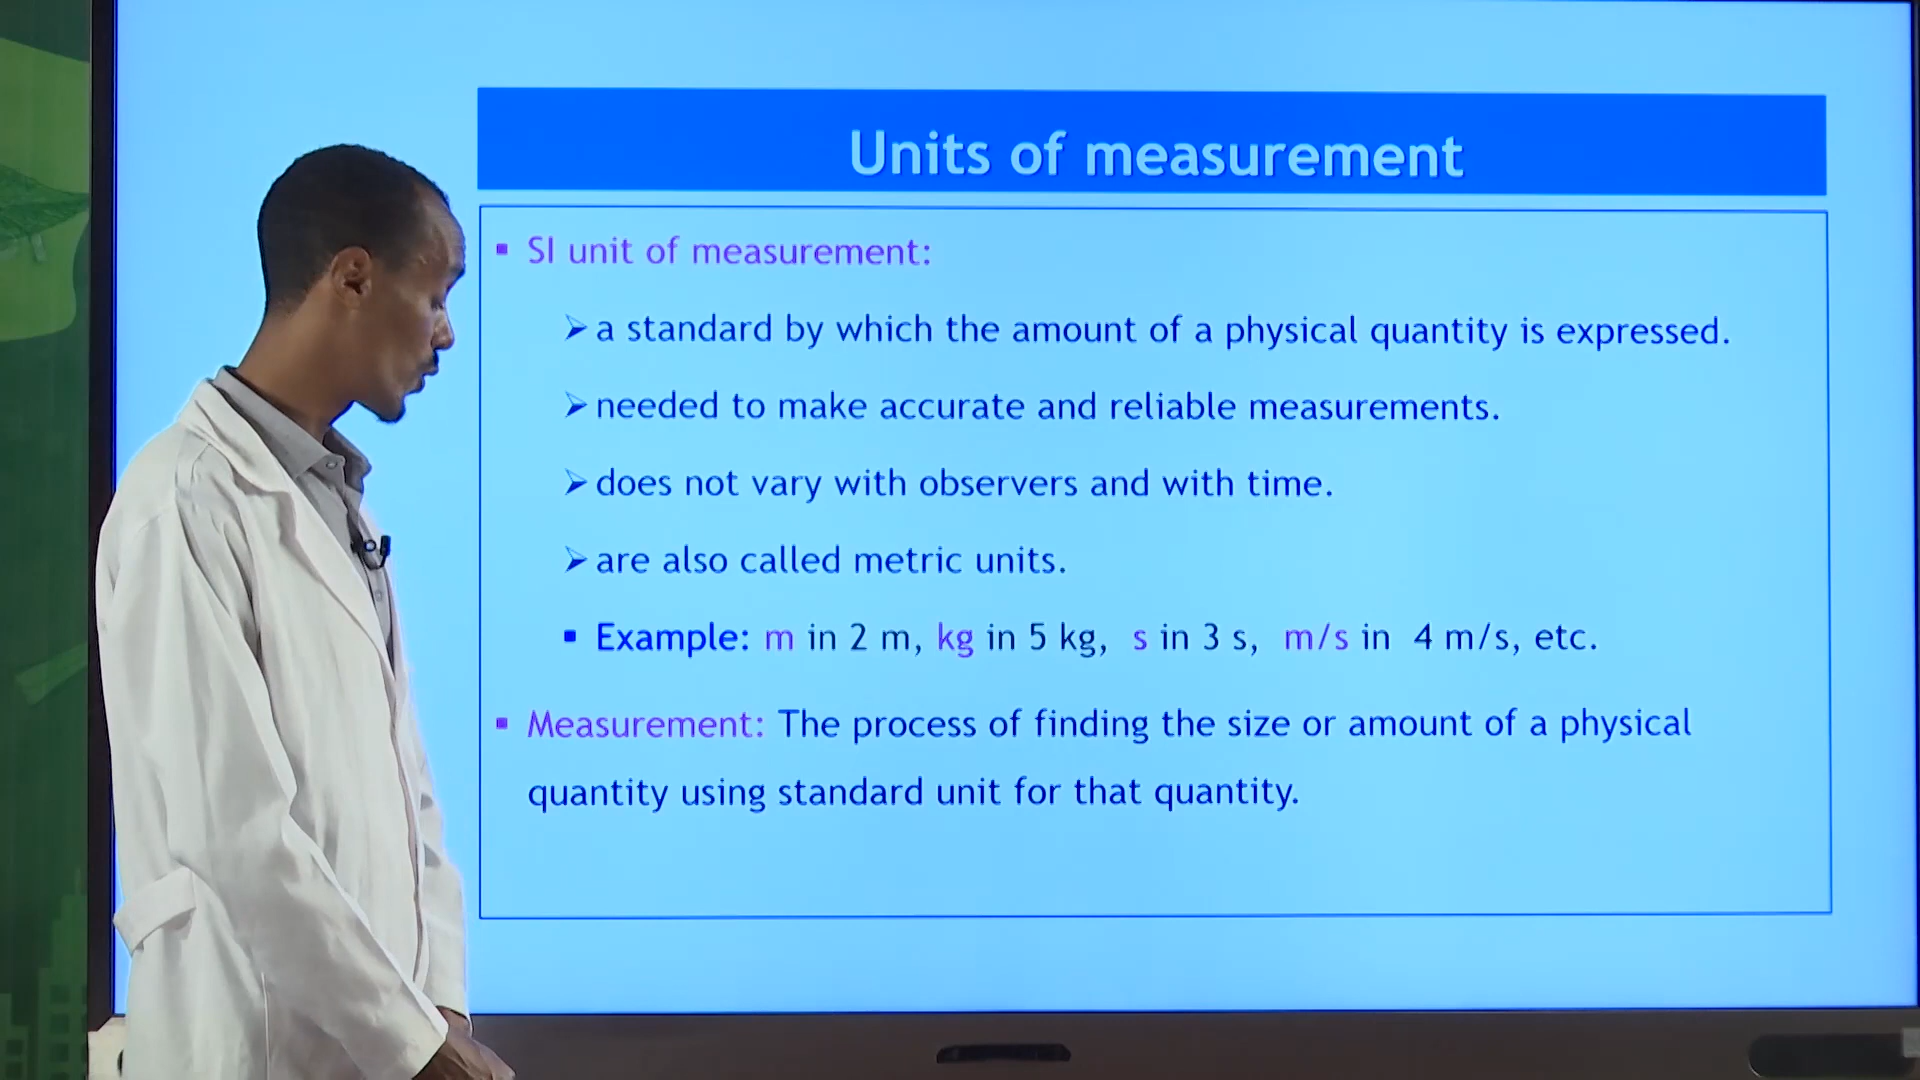 Units of measurement
▪ SI unit of measurement:
➢ a standard by which the amount of a physical quantity is expressed.
➢ needed to make accurate and reliable measurements.
➢ does not vary with observers and with time.
➢ are also called metric units.
▪ Example: m in 2 m, kg in 5 kg, s in 3 s, m/s in 4 m/s, etc.
▪ Measurement: The process of finding the size or amount of a physical
quantity using standard unit for that quantity.